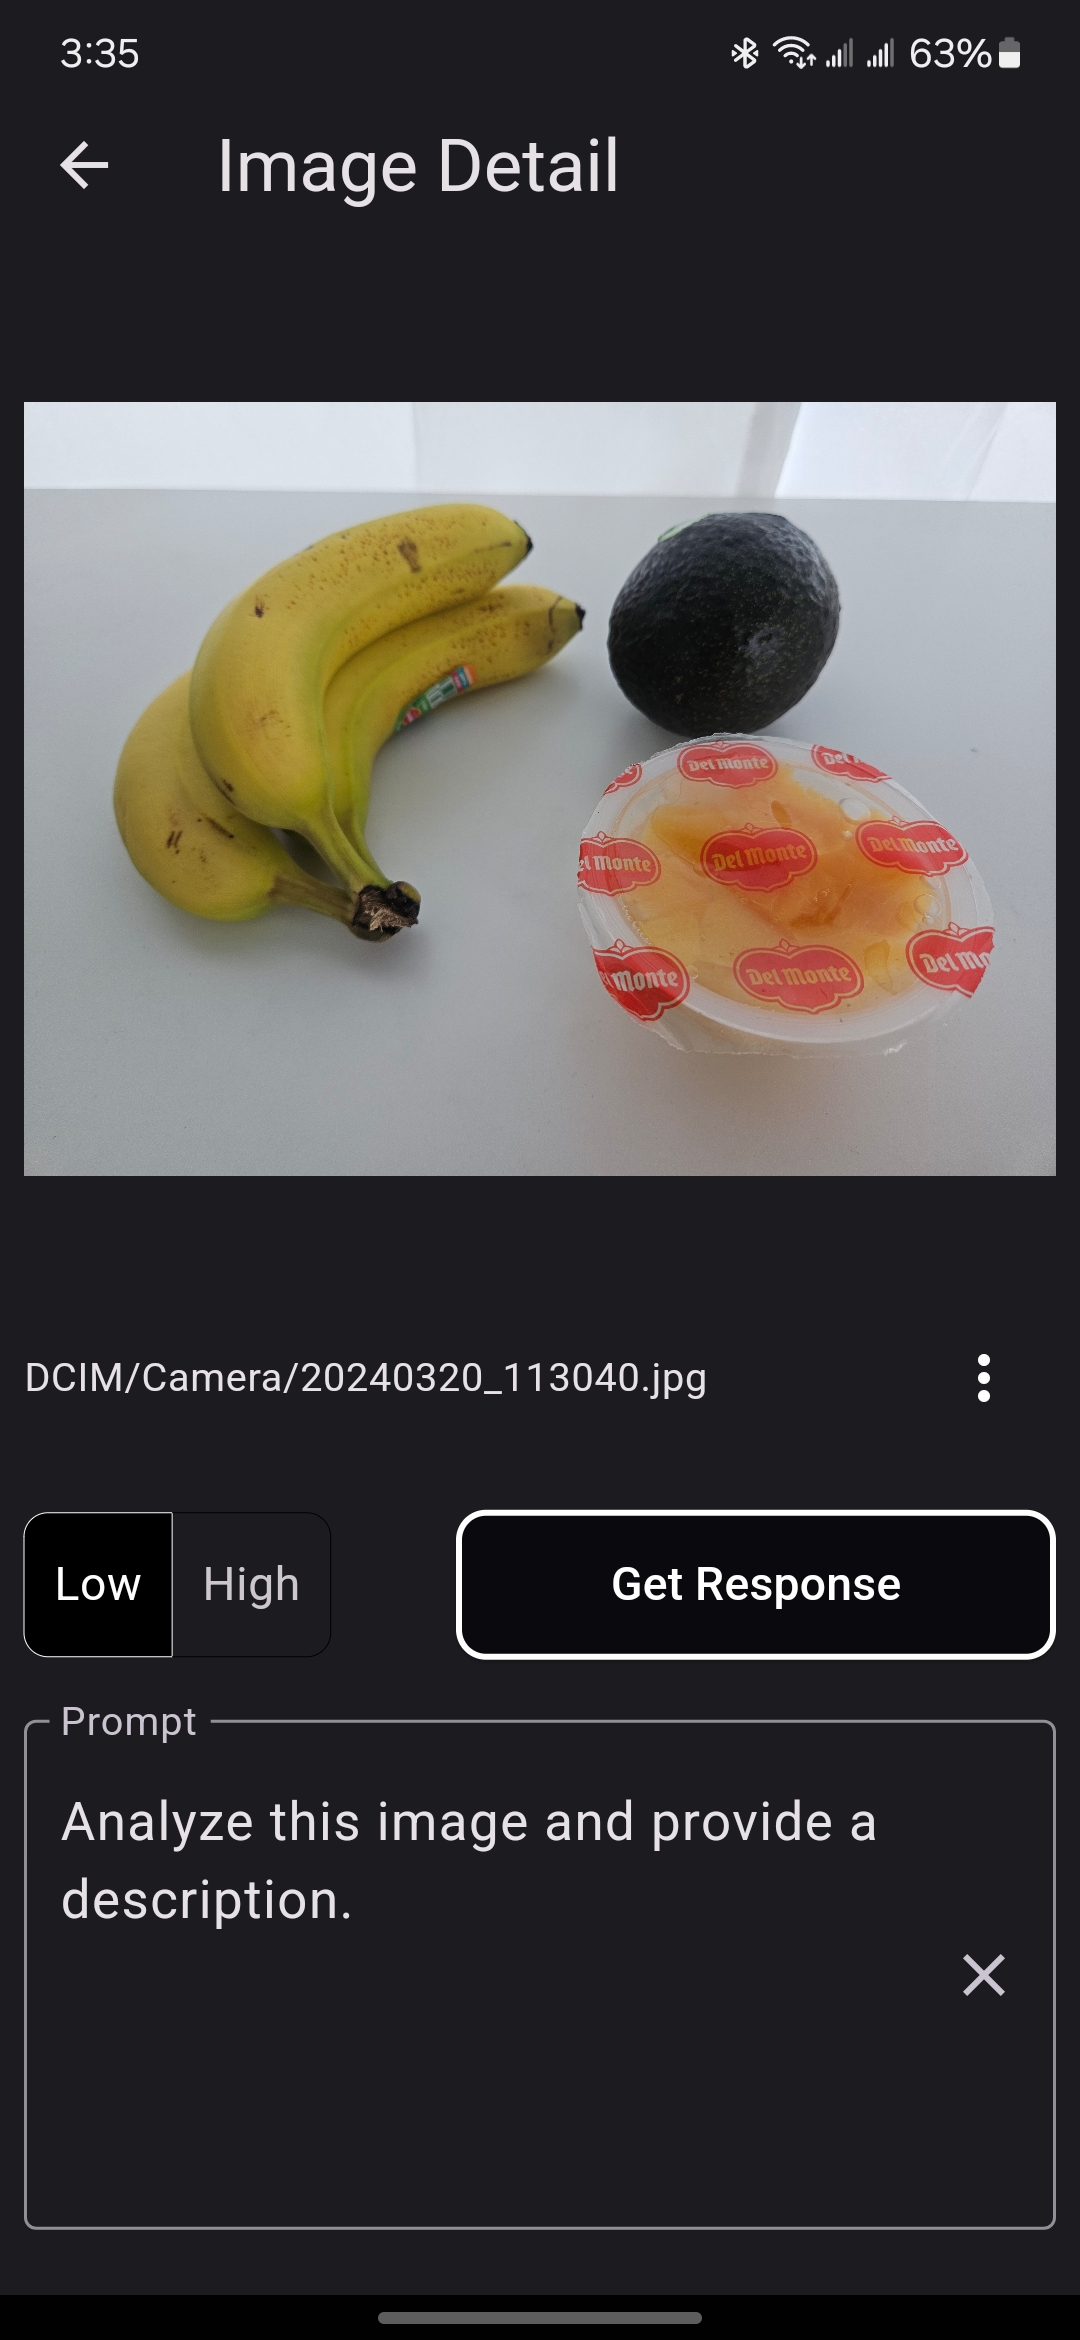 3:35
63%
Image Detail
Del Monte
Del
el Monte
Del Monte
Del Monte
Monte
Del Monte
Del Mo
DCIM/Camera/20240320_113040.jpg
Low
High
Get Response
Prompt
Analyze this image and provide a
description.